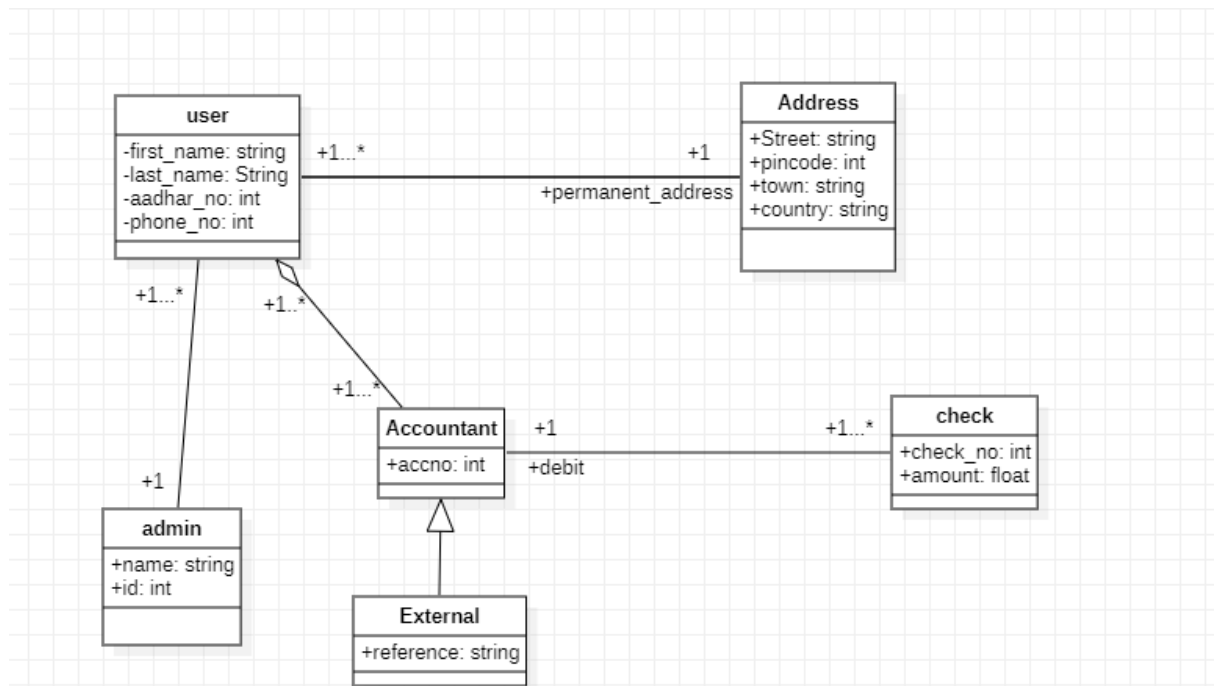 user
-first_name: string
-last_name: String
-aadhar_no: int
-phone_no: int
+1...*
+1
+permanent_address
Address
+Street: string
+pincode: int
+town: string
+country: string
+1...*
+1..*
+1...*
+1
admin
+name: string
+id: int
Accountant
+accno: int
+1
+debit
+1...*
check
+check_no: int
+amount: float
External
+reference: string